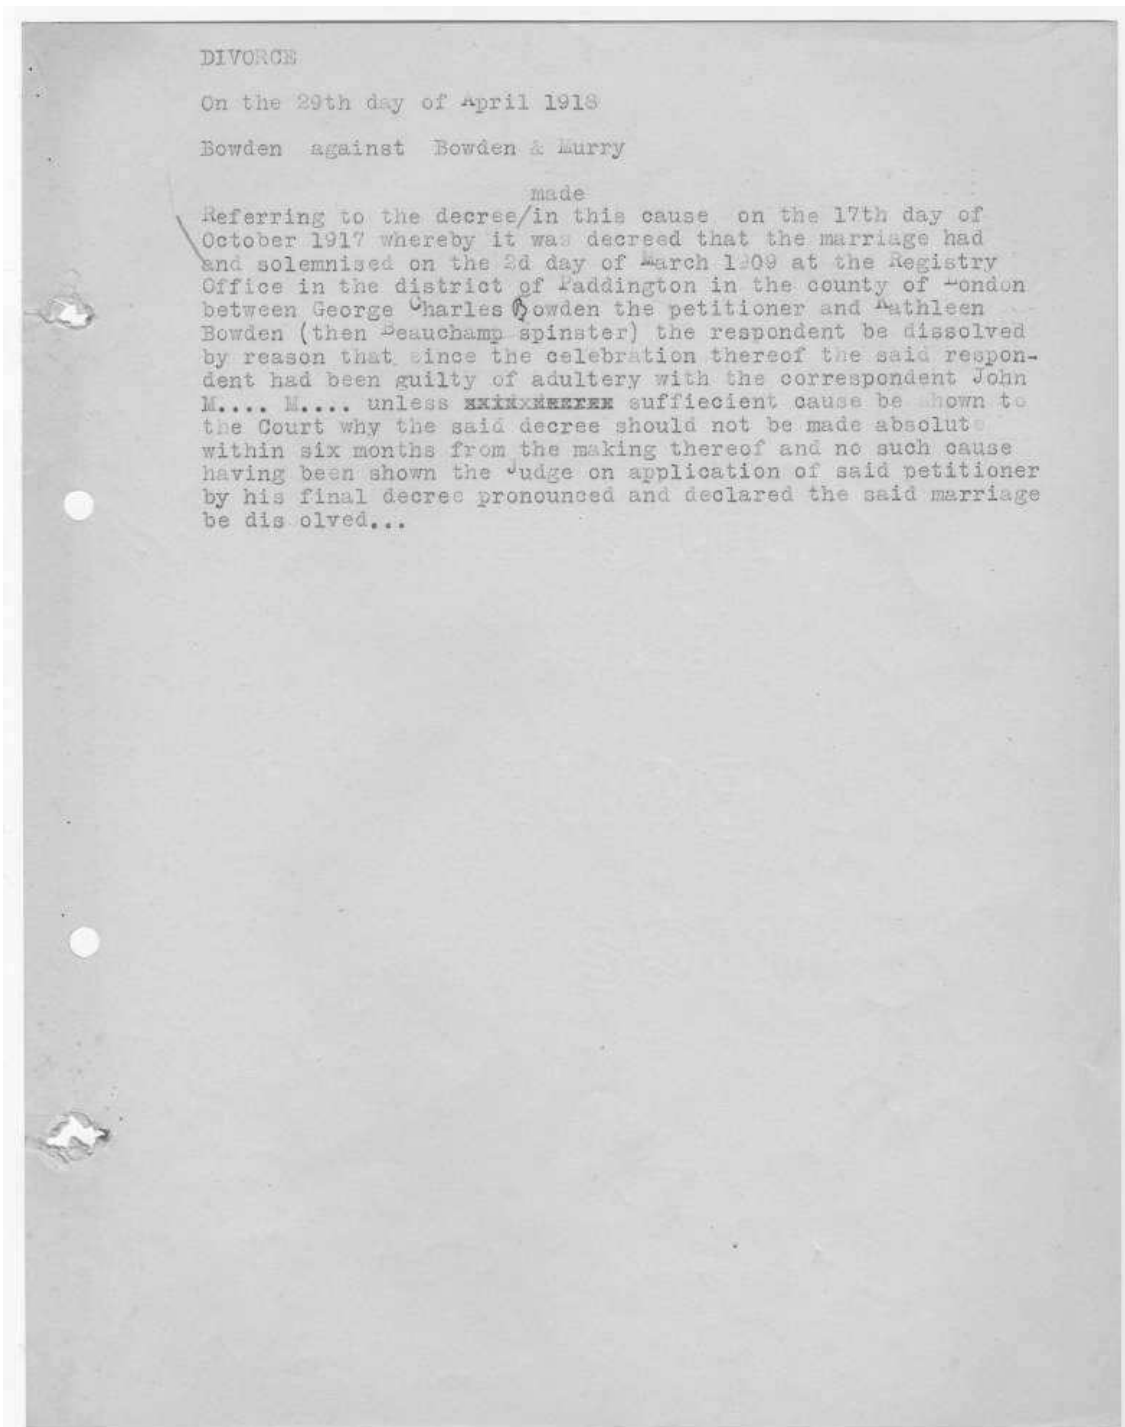 DIVORCE
On the 29th day of April 1918
Bowden against Bowden & Murry
made
Referring to the decree/in this cause on the 17th day of
October 1917 whereby it was decreed that the marriage had
and solemnised on the 2d day of March 1909 at the Registry
Office in the district of Paddington in the county of London
between George Charles Bowden the petitioner and Kathleen
Bowden (then Beauchamp spinster) the respondent be dissolved
by reason that since the celebration thereof the said respon-
dent had been guilty of adultery with the correspondent John
M.... M.... unless suffiecient cause be shown to
the Court why the said decree should not be made absolute
within six months from the making thereof and no such cause
having been shown the Judge on application of said petitioner
by his final decree pronounced and declared the said marriage
be dis olved...